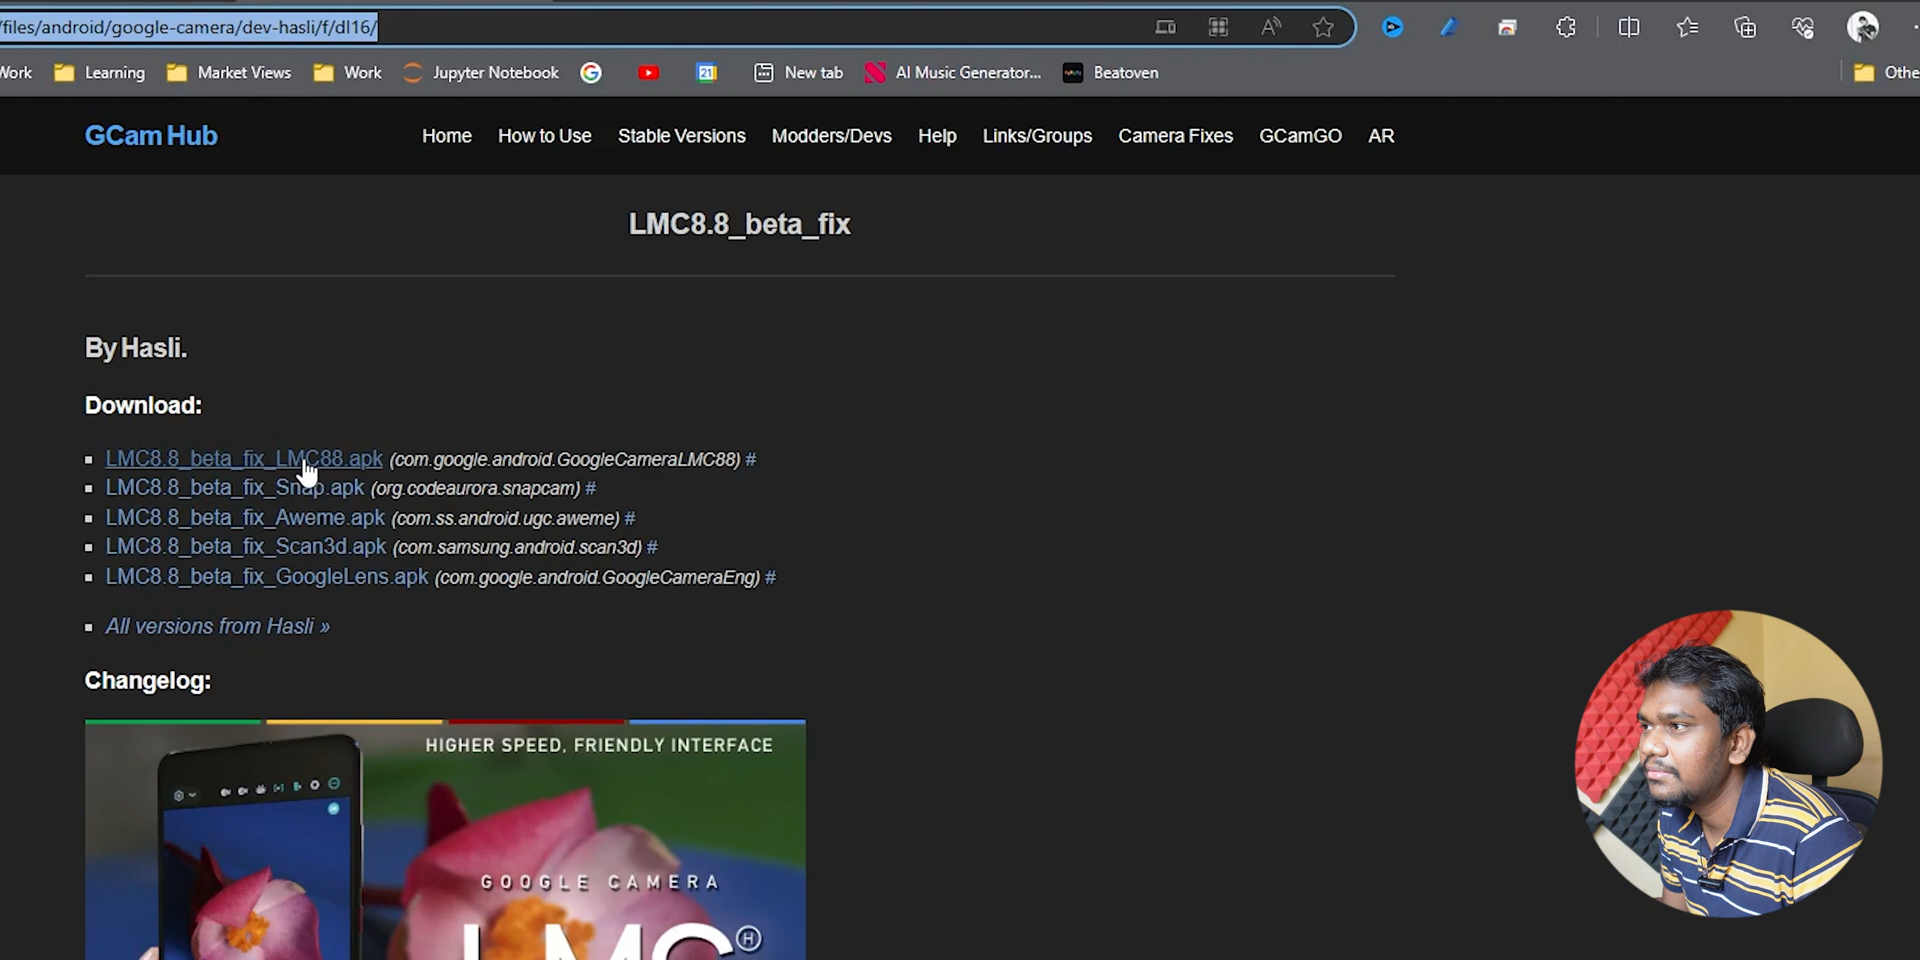 /files/android/google-camera/dev-hasli/f/dl16/
Work Learning Market Views Work Jupyter Notebook 21 New tab AI Music Generator... Beatoven Othe
GCam Hub Home How to Use Stable Versions Modders/Devs Help Links/Groups Camera Fixes GCamGO AR
LMC8.8_beta_fix
By Hasli.
Download:
LMC8.8_beta_fix_LMC88.apk (com.google.android.GoogleCameraLMC88) #
LMC8.8_beta_fix_Snap.apk (org.codeaurora.snapcam) #
LMC8.8_beta_fix_Aweme.apk (com.ss.android.ugc.aweme) #
LMC8.8_beta_fix_Scan3d.apk (com.samsung.android.scan3d) #
LMC8.8_beta_fix_GoogleLens.apk (com.google.android.GoogleCameraEng) #
All versions from Hasli »
Changelog:
HIGHER SPEED, FRIENDLY INTERFACE
GOOGLE CAMERA
LMC Ⓗ